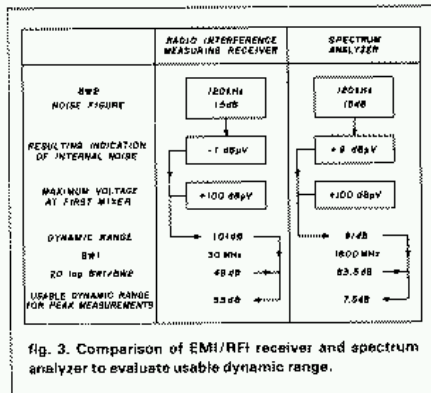 RADIO INTERFERENCE MEASURING RECEIVER
SPECTRUM ANALYZER
BW2
120kHz
120kHz
NOISE FIGURE
15dB
RESULTING INDICATION OF INTERNAL NOISE
-1 dBµV
+9 dBµV
MAXIMUM VOLTAGE AT FIRST MIXER
+100 dBµV
+100 dBµV
DYNAMIC RANGE
101dB
91dB
BW1
30 MHz
1800 MHz
20 log BW1/BW2
48dB
83.5dB
USABLE DYNAMIC RANGE FOR PEAK MEASUREMENTS
53dB
7.5dB
fig. 3. Comparison of EMI/RFI receiver and spectrum
analyzer to evaluate usable dynamic range.